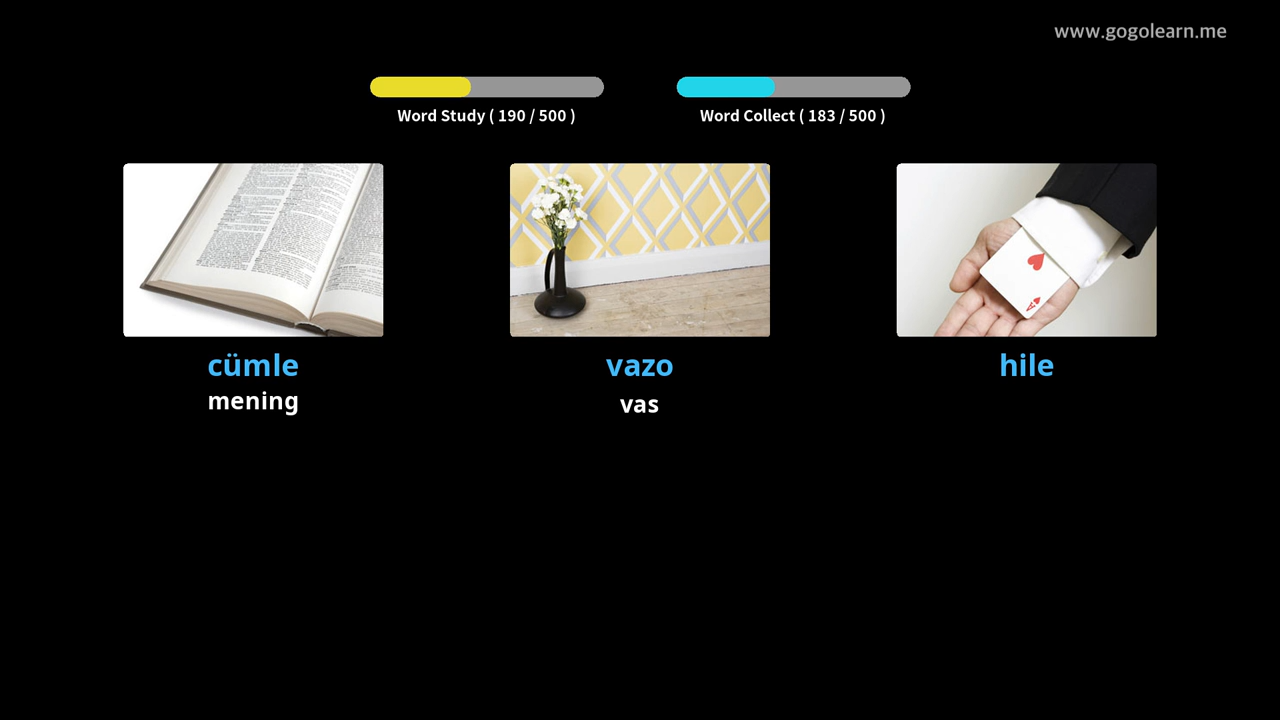 www.gogolearn.me
Word Study ( 190 / 500 )
Word Collect ( 183 / 500 )
cümle
mening
vazo
vas
hile